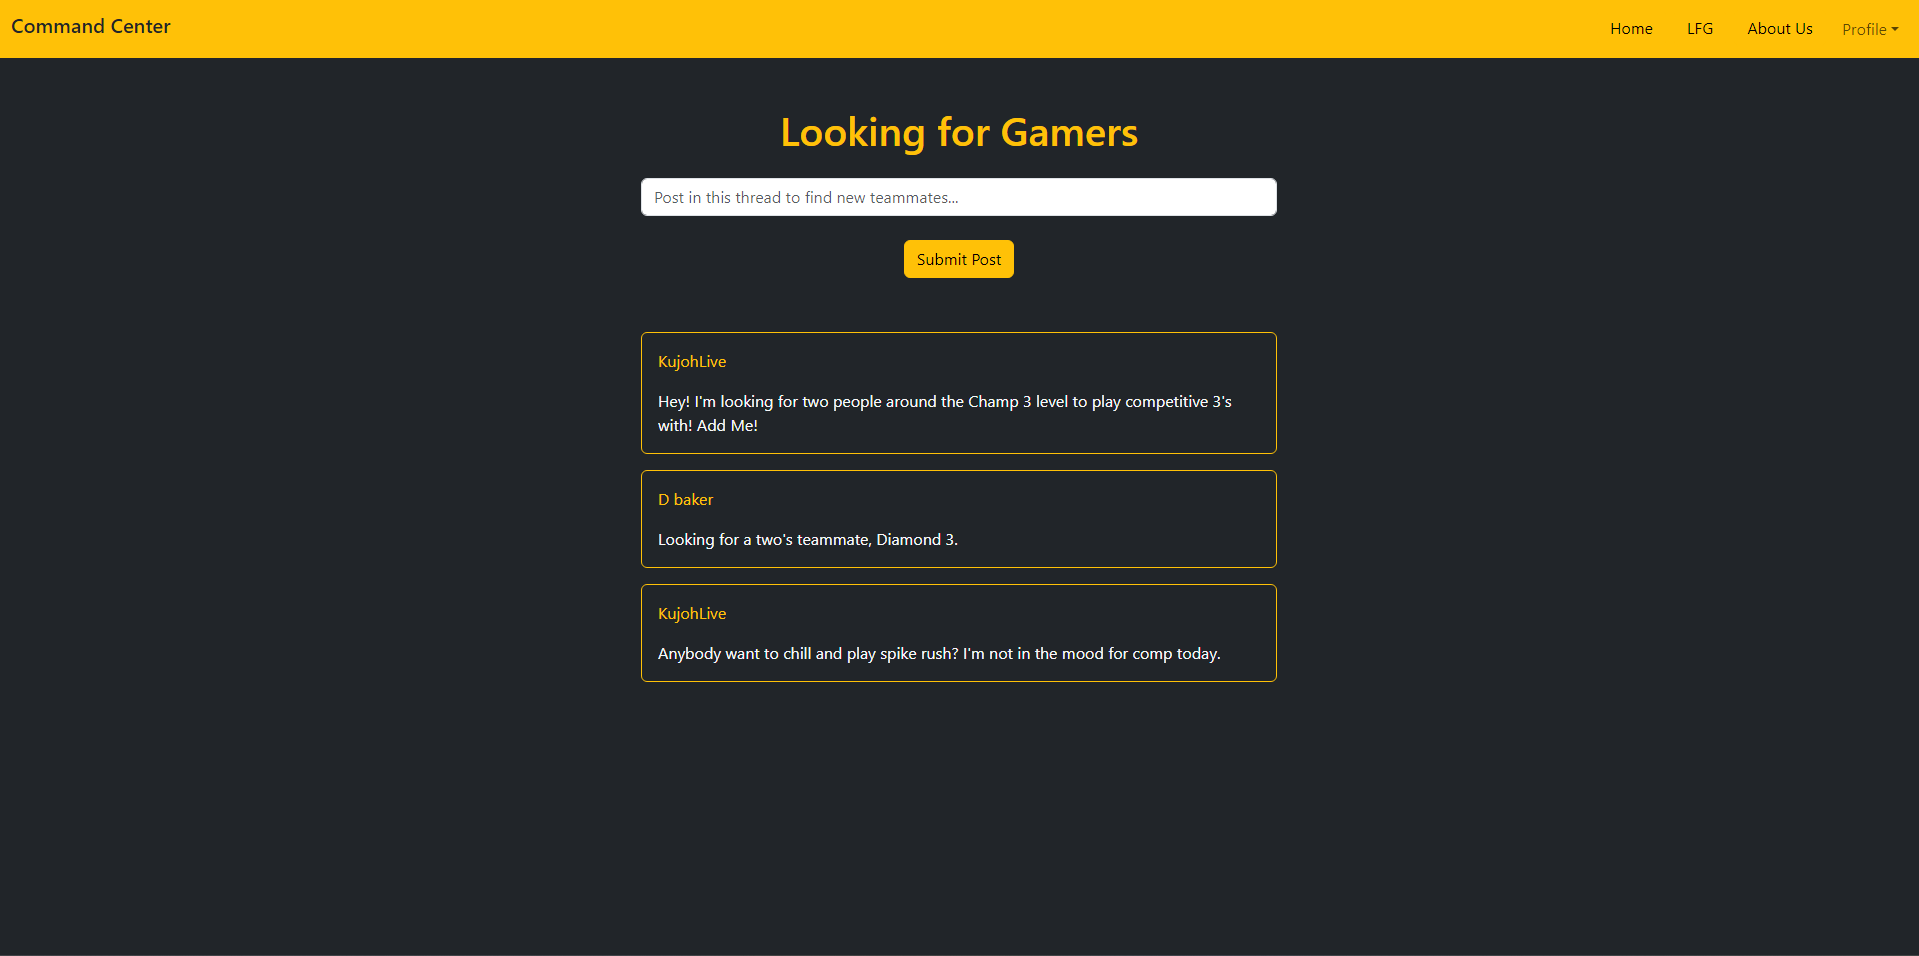 Command Center
Home
LFG
About Us
Profile
Looking for Gamers
Post in this thread to find new teammates...
Submit Post
KujohLive
Hey! I'm looking for two people around the Champ 3 level to play competitive 3's
with! Add Me!
D baker
Looking for a two's teammate, Diamond 3.
KujohLive
Anybody want to chill and play spike rush? I'm not in the mood for comp today.